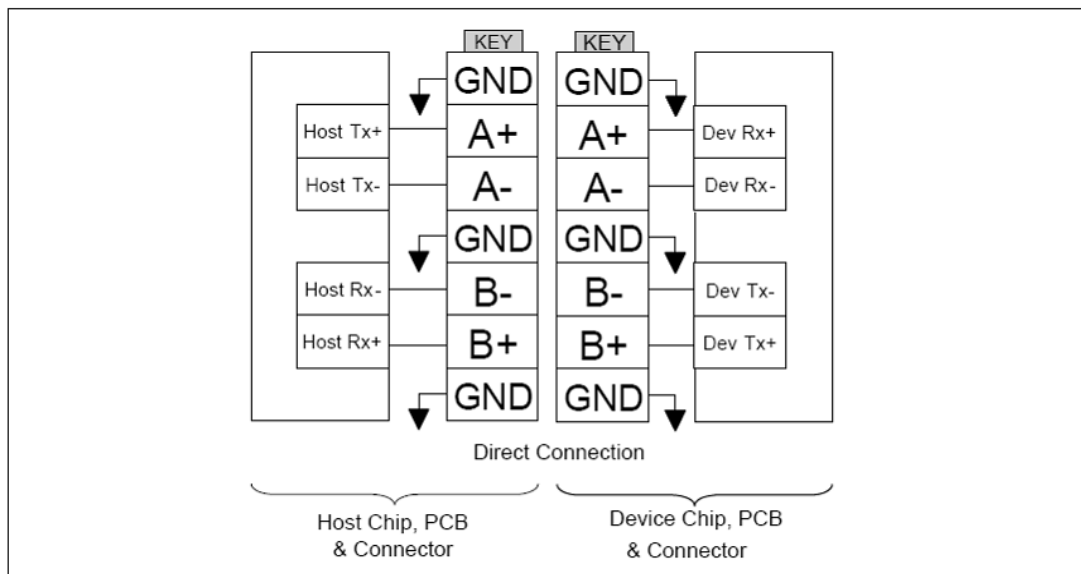 KEY KEY
GND GND
Host Tx+ A+ A+ Dev Rx+
Host Tx- A- A- Dev Rx-
GND GND
Host Rx- B- B- Dev Tx-
Host Rx+ B+ B+ Dev Tx+
GND GND
Direct Connection
Host Chip, PCB Device Chip, PCB
& Connector & Connector